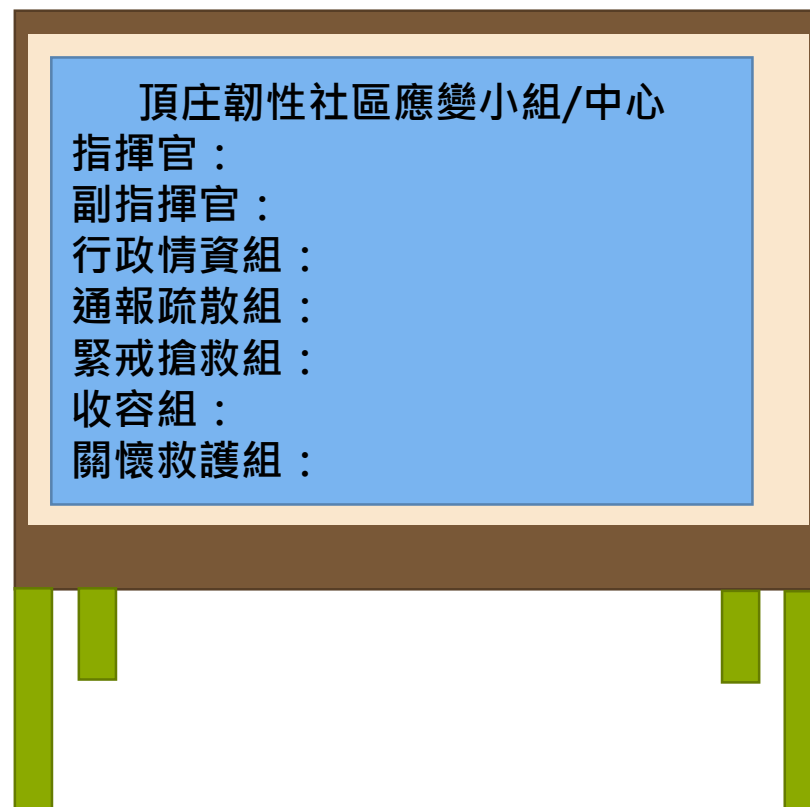 頂庄韌性社區應變小組/中心
指揮官：
副指揮官：
行政情資組：
通報疏散組：
緊戒搶救組：
收容組：
關懷救護組：